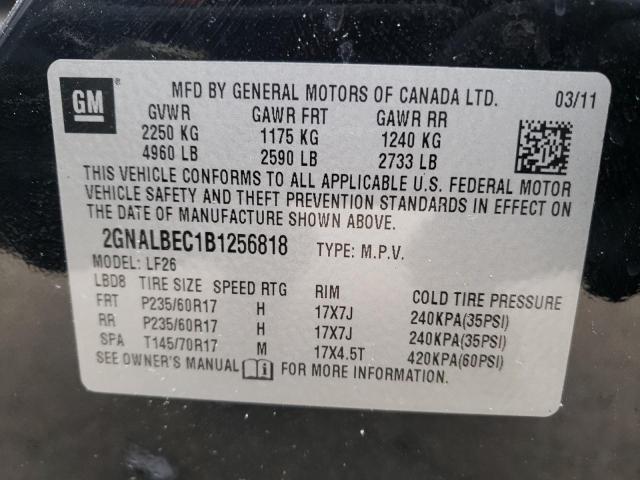 GM
MFD BY GENERAL MOTORS OF CANADA LTD. 03/11
GVWR GAWR FRT GAWR RR
2250 KG 1175 KG 1240 KG
4960 LB 2590 LB 2733 LB
THIS VEHICLE CONFORMS TO ALL APPLICABLE U.S. FEDERAL MOTOR
VEHICLE SAFETY AND THEFT PREVENTION STANDARDS IN EFFECT ON
THE DATE OF MANUFACTURE SHOWN ABOVE.
2GNALBEC1B1256818 TYPE: M.P.V.
MODEL: LF26
LBD8 TIRE SIZE SPEED RTG RIM COLD TIRE PRESSURE
FRT P235/60R17 H 17X7J 240KPA(35PSI)
RR P235/60R17 H 17X7J 240KPA(35PSI)
SPA T145/70R17 M 17X4.5T 420KPA(60PSI)
SEE OWNER'S MANUAL FOR MORE INFORMATION.